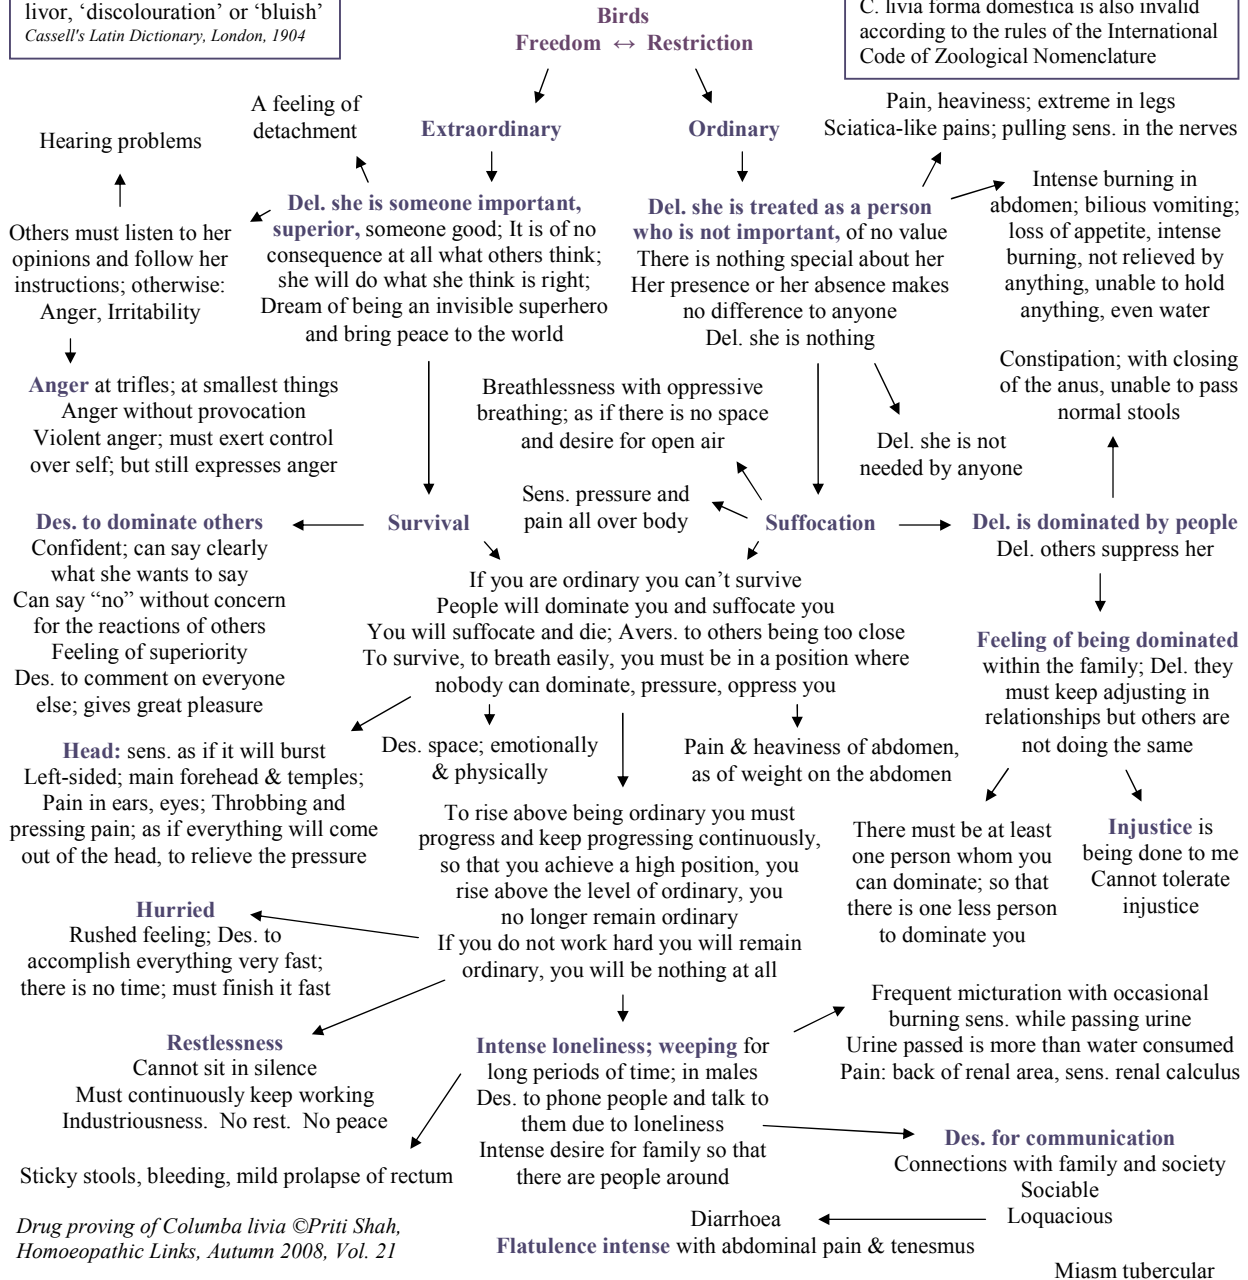 livor, ‘discolouration’ or ‘bluish’
Cassell's Latin Dictionary, London, 1904
Birds
Freedom ↔ Restriction
C. livia forma domestica is also invalid
according to the rules of the International
Code of Zoological Nomenclature
Hearing problems
A feeling of
detachment
Extraordinary
Ordinary
Pain, heaviness; extreme in legs
Sciatica-like pains; pulling sens. in the nerves
Others must listen to her
opinions and follow her
instructions; otherwise:
Anger, Irritability
Del. she is someone important,
superior, someone good; It is of no
consequence at all what others think;
she will do what she think is right;
Dream of being an invisible superhero
and bring peace to the world
Del. she is treated as a person
who is not important, of no value
There is nothing special about her
Her presence or her absence makes
no difference to anyone
Del. she is nothing
Intense burning in
abdomen; bilious vomiting;
loss of appetite, intense
burning, not relieved by
anything, unable to hold
anything, even water
Anger at trifles; at smallest things
Anger without provocation
Violent anger; must exert control
over self; but still expresses anger
Breathlessness with oppressive
breathing; as if there is no space
and desire for open air
Constipation; with closing
of the anus, unable to pass
normal stools
Del. she is not
needed by anyone
Sens. pressure and
pain all over body
Des. to dominate others
Confident; can say clearly
what she wants to say
Can say “no” without concern
for the reactions of others
Feeling of superiority
Des. to comment on everyone
else; gives great pleasure
Survival
Suffocation
Del. is dominated by people
Del. others suppress her
If you are ordinary you can’t survive
People will dominate you and suffocate you
You will suffocate and die; Avers. to others being too close
To survive, to breath easily, you must be in a position where
nobody can dominate, pressure, oppress you
Feeling of being dominated
within the family; Del. they
must keep adjusting in
relationships but others are
not doing the same
Head: sens. as if it will burst
Left-sided; main forehead & temples;
Pain in ears, eyes; Throbbing and
pressing pain; as if everything will come
out of the head, to relieve the pressure
Des. space; emotionally
& physically
Pain & heaviness of abdomen,
as of weight on the abdomen
To rise above being ordinary you must
progress and keep progressing continuously,
so that you achieve a high position, you
rise above the level of ordinary, you
no longer remain ordinary
If you do not work hard you will remain
ordinary, you will be nothing at all
There must be at least
one person whom you
can dominate; so that
there is one less person
to dominate you
Injustice is
being done to me
Cannot tolerate
injustice
Hurried
Rushed feeling; Des. to
accomplish everything very fast;
there is no time; must finish it fast
Restlessness
Cannot sit in silence
Must continuously keep working
Industriousness. No rest. No peace
Intense loneliness; weeping for
long periods of time; in males
Des. to phone people and talk to
them due to loneliness
Intense desire for family so that
there are people around
Frequent micturation with occasional
burning sens. while passing urine
Urine passed is more than water consumed
Pain: back of renal area, sens. renal calculus
Sticky stools, bleeding, mild prolapse of rectum
Des. for communication
Connections with family and society
Sociable
Loquacious
Diarrhoea
Flatulence intense with abdominal pain & tenesmus
Drug proving of Columba livia ©Priti Shah,
Homoeopathic Links, Autumn 2008, Vol. 21
Miasm tubercular